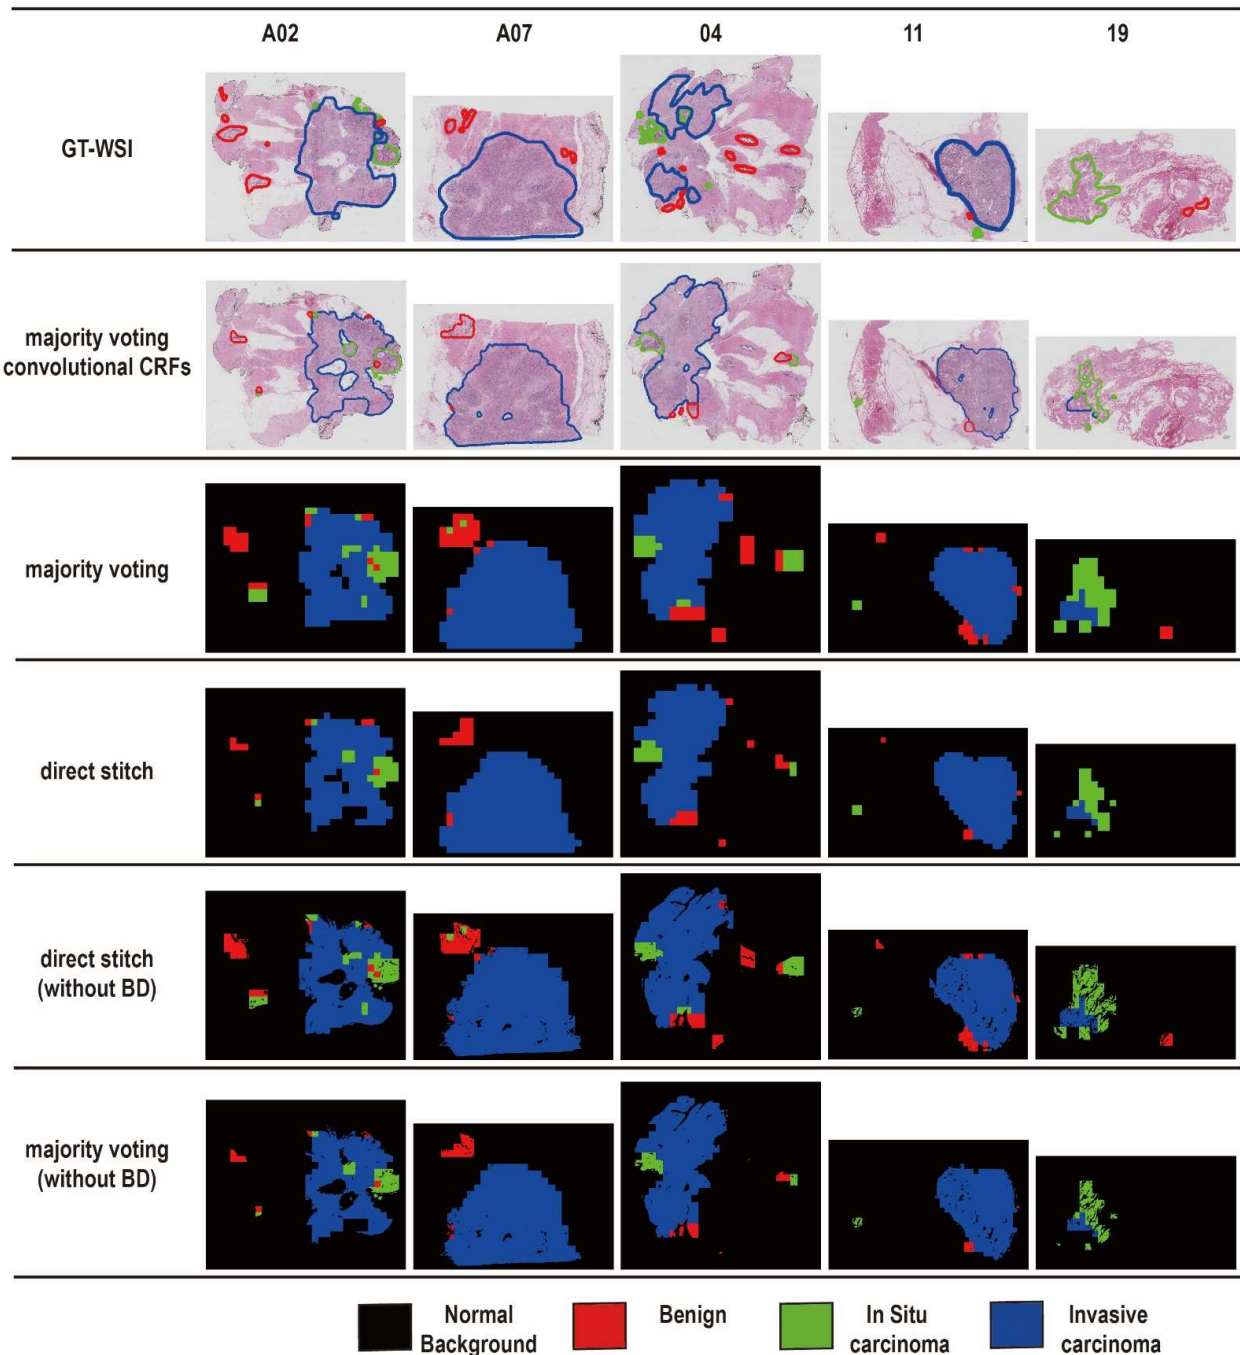 A02 A07 04 11 19
GT-WSI
majority voting
convolutional CRFs
majority voting
direct stitch
direct stitch
(without BD)
majority voting
(without BD)
Normal
Background
Benign
In Situ
carcinoma
Invasive
carcinoma